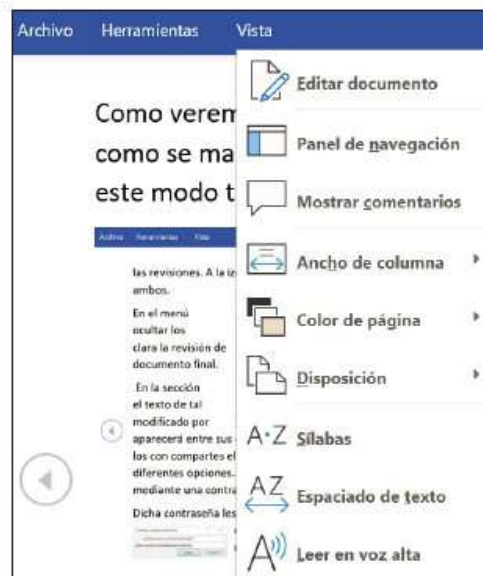 Archivo Herramientas Vista
Editar documento
Panel de navegación
Mostrar comentarios
Ancho de columna
Color de página
Disposición
Sílabas
Espaciado de texto
Leer en voz alta
Como verem
como se ma
este modo t
Archivo Herramientas Vista
las revisiones. A la iz
ambos.
En el menú
ocultar los
clara la revisión de
documento final.
En la sección
el texto de tal
modificado por
aparecerá entre sus
los con compartes el
diferentes opciones.
mediante una contra
Dicha contraseña les